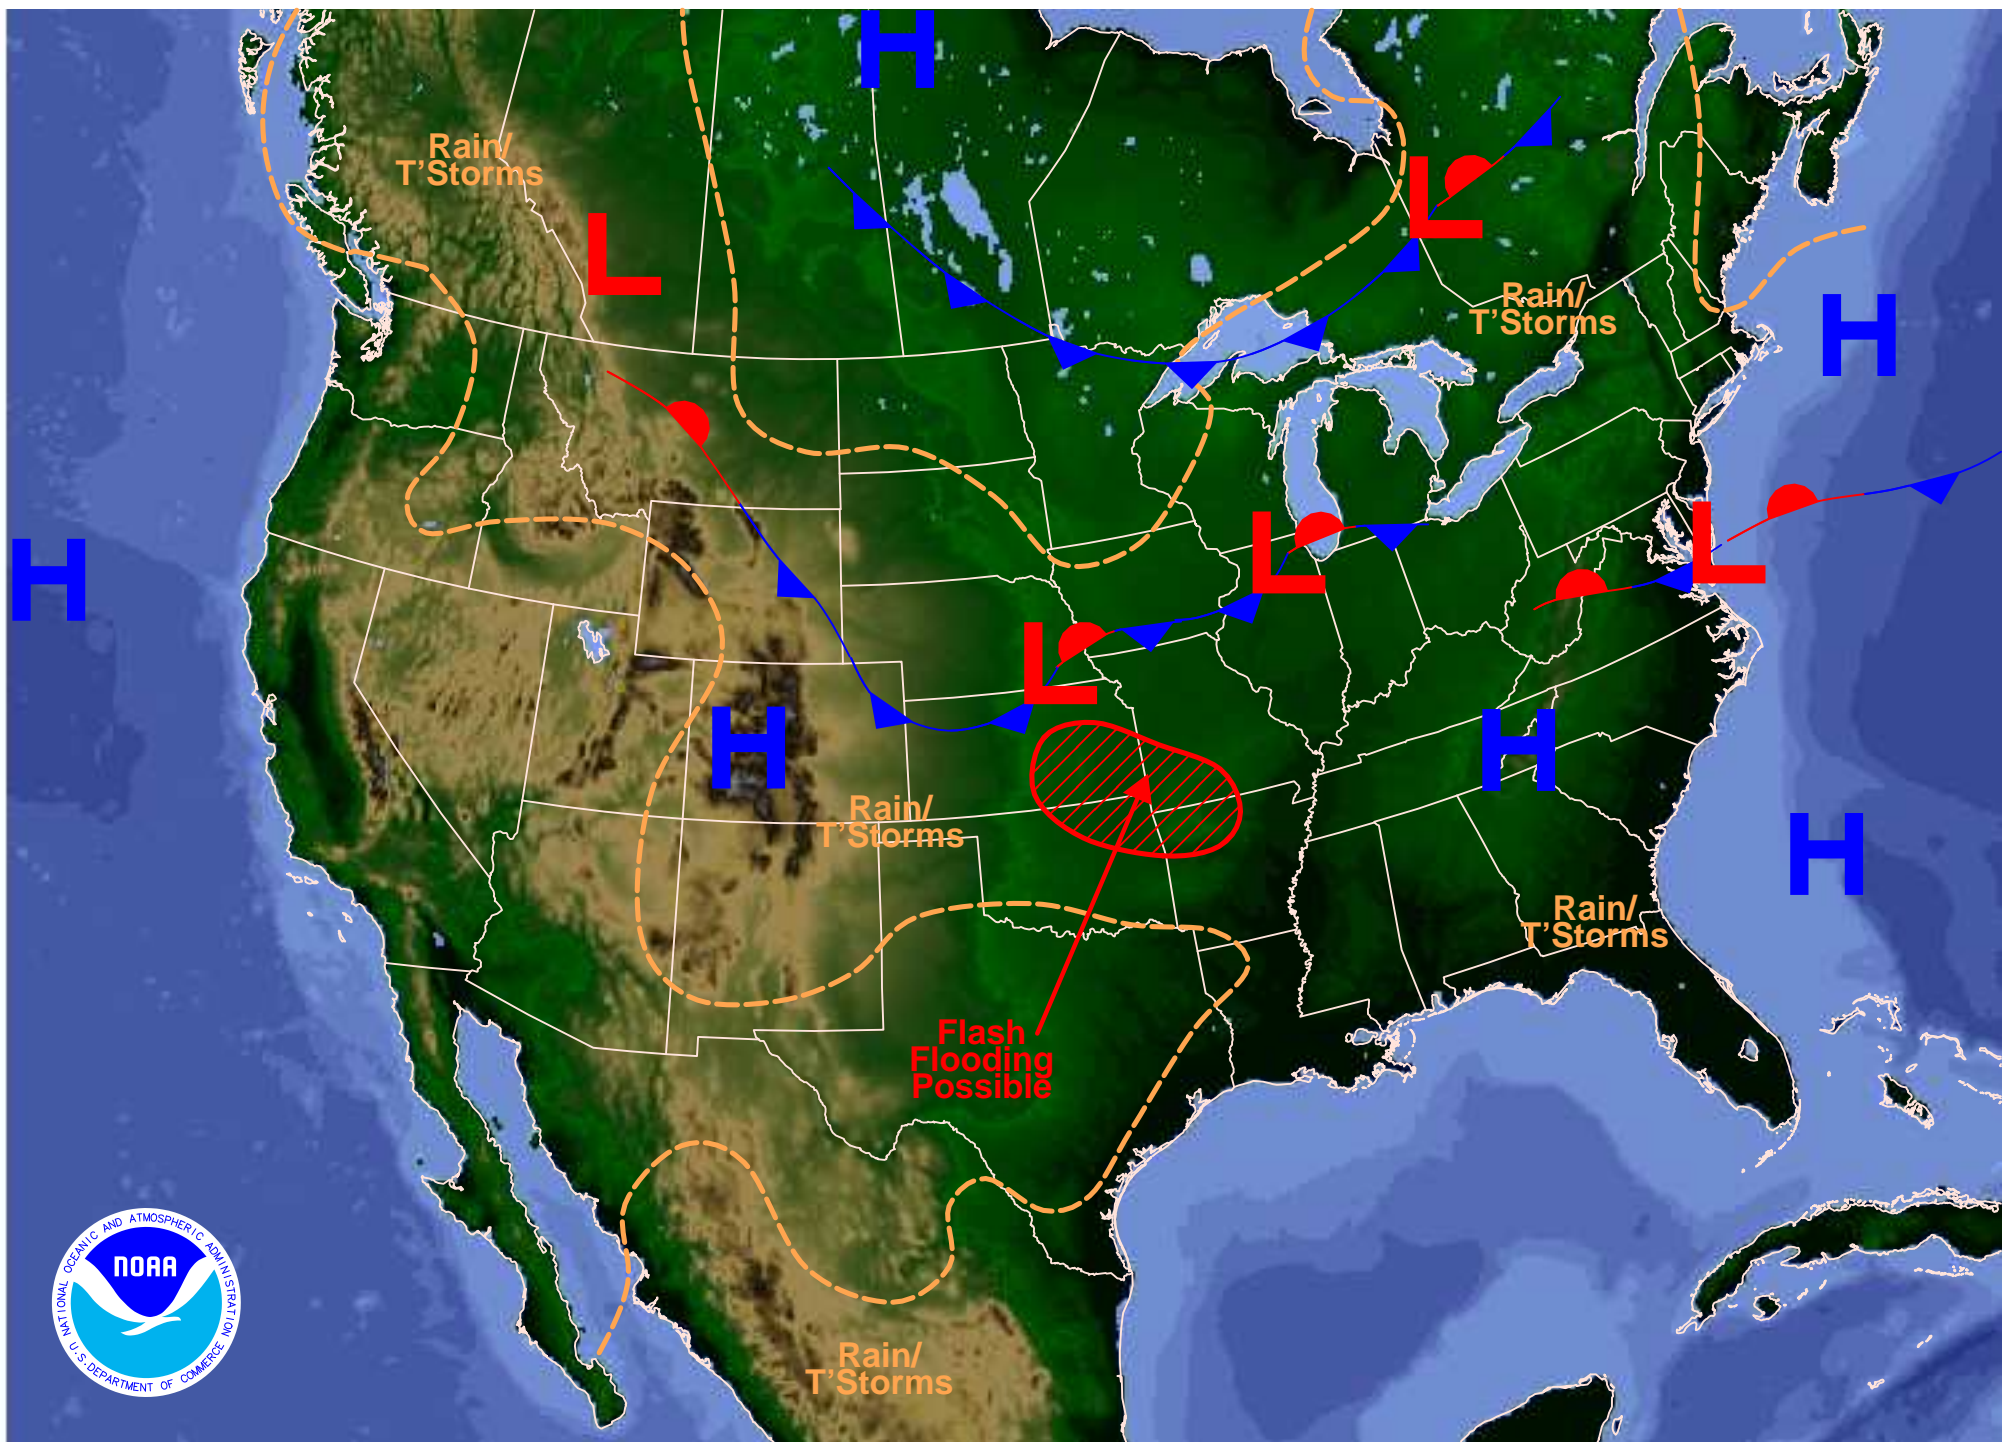 H
Rain/
T'Storms
L
L
Rain/
T'Storms
H
H
L
L
L
H
H
Rain/
T'Storms
H
Rain/
T'Storms
Flash
Flooding
Possible
Rain/
T'Storms
NATIONAL OCEANIC AND ATMOSPHERIC ADMINISTRATION
NOAA
U.S. DEPARTMENT OF COMMERCE